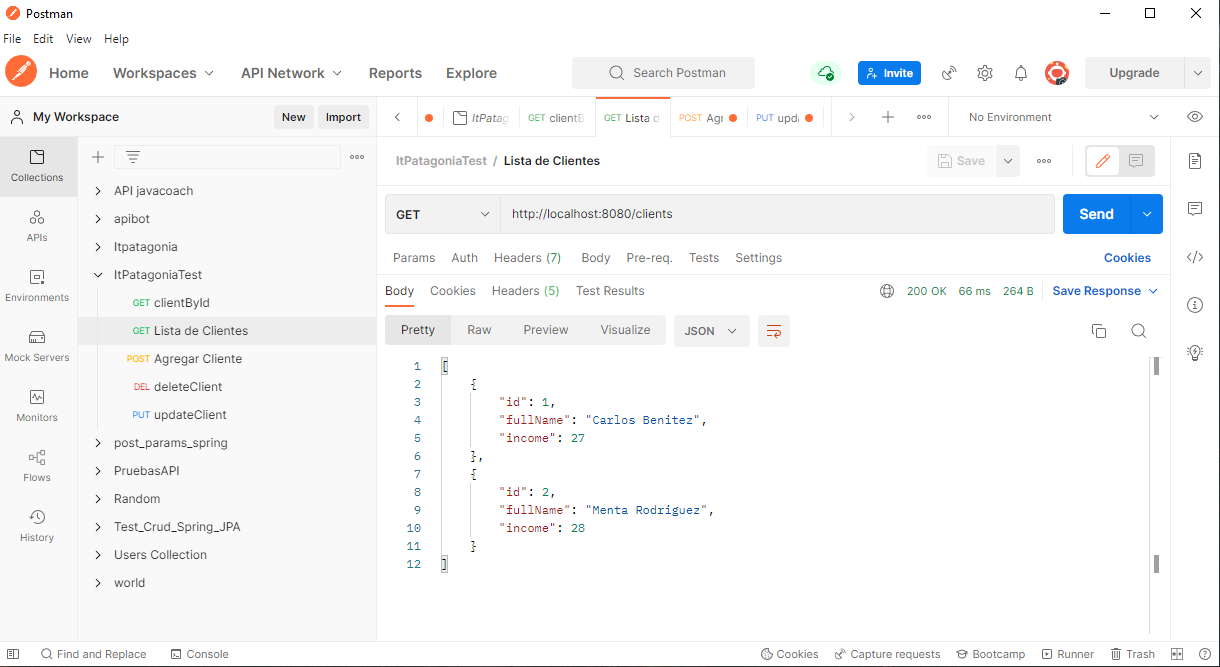 Postman
File Edit View Help
Home Workspaces API Network Reports Explore Search Postman Invite Upgrade
My Workspace New Import
ItPatag GET clientB GET Lista d POST Agr PUT upd No Environment
Collections
APIs
Environments
Mock Servers
Monitors
Flows
History
API javacoach
apibot
Itpatagonia
ItPatagoniaTest
GET clientById
GET Lista de Clientes
POST Agregar Cliente
DEL deleteClient
PUT updateClient
post_params_spring
PruebasAPI
Random
Test_Crud_Spring_JPA
Users Collection
world
ItPatagoniaTest / Lista de Clientes Save
GET http://localhost:8080/clients Send
Params Auth Headers (7) Body Pre-req. Tests Settings Cookies
Body Cookies Headers (5) Test Results 200 OK 66 ms 264 B Save Response
Pretty Raw Preview Visualize JSON
1 [
2 {
3 "id": 1,
4 "fullName": "Carlos Benitez",
5 "income": 27
6 },
7 {
8 "id": 2,
9 "fullName": "Menta Rodriguez",
10 "income": 28
11 }
12 ]
Find and Replace Console Cookies Capture requests Bootcamp Runner Trash